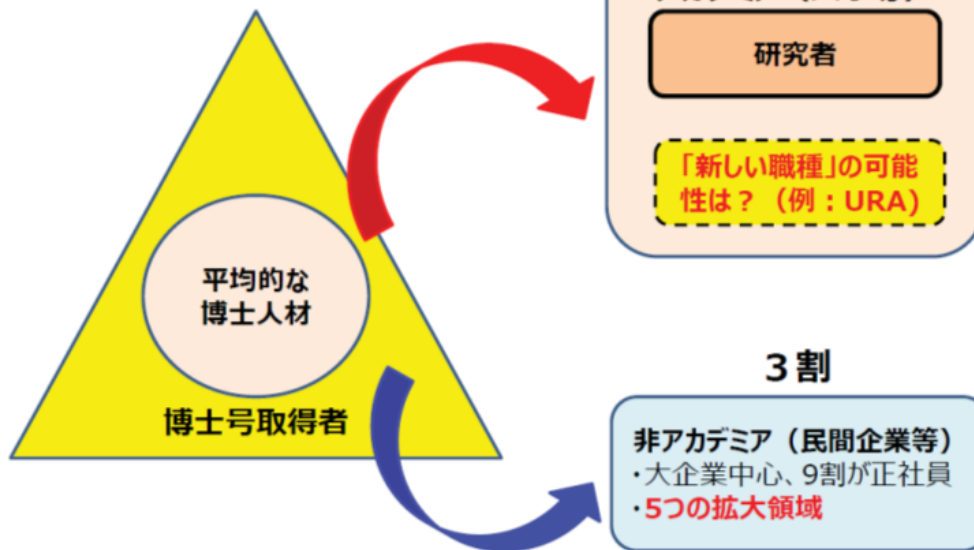 研究者
「新しい職種」の可能
性は?(例:URA)
平均的な
博士人材
博士号取得者
3割
非アカデミア(民間企業等)
・大企業中心、9割が正社員
・5つの拡大領域